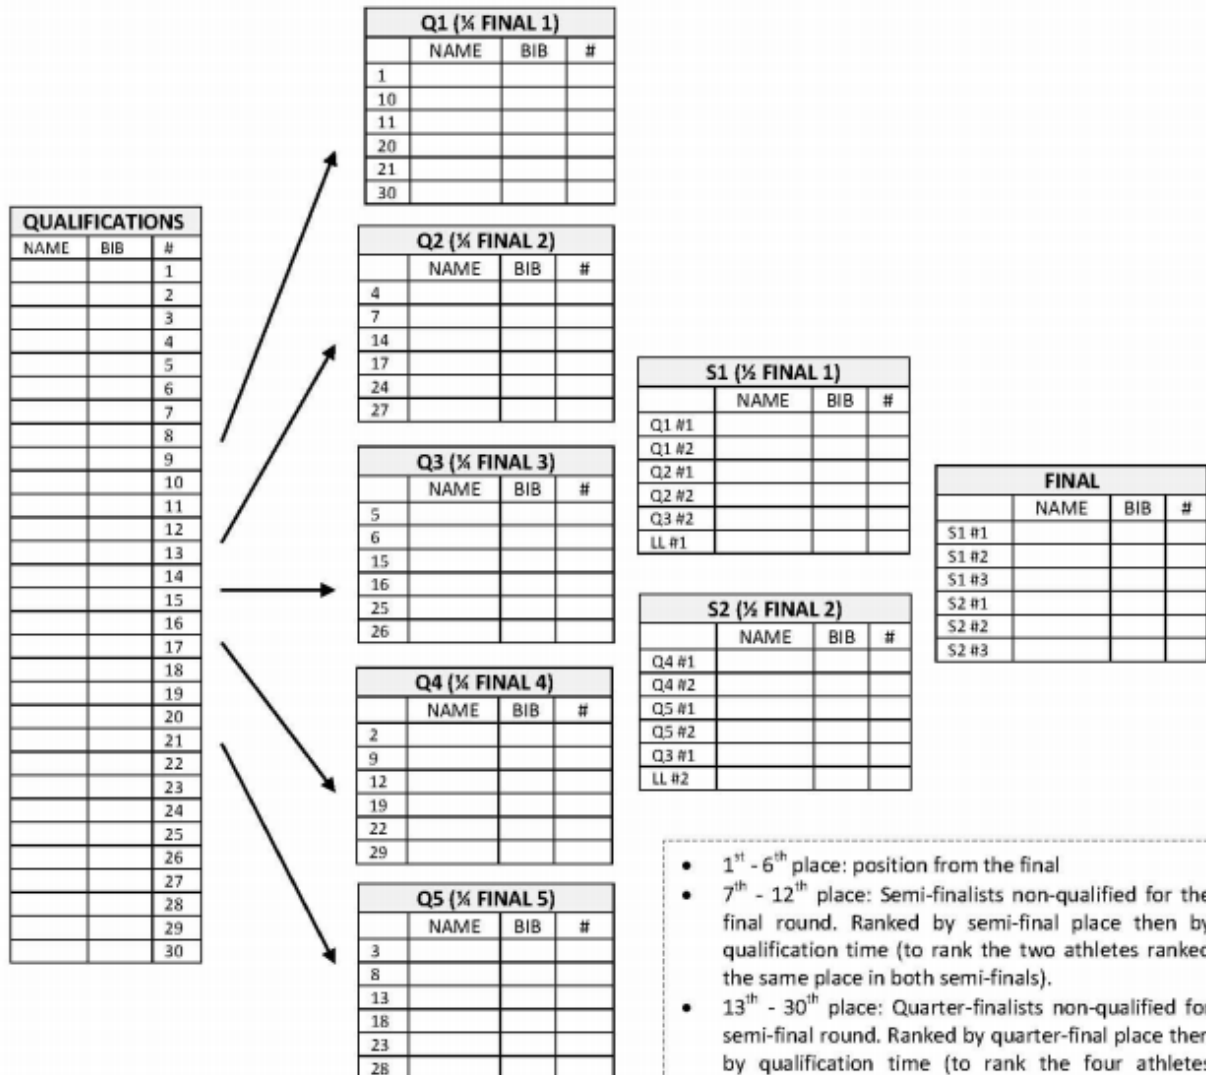 QUALIFICATIONS
NAME BIB #
1
2
3
4
5
6
7
8
9
10
11
12
13
14
15
16
17
18
19
20
21
22
23
24
25
26
27
28
29
30
Q1 (¼ FINAL 1)
NAME BIB #
1
10
11
20
21
30
Q2 (¼ FINAL 2)
NAME BIB #
4
7
14
17
24
27
Q3 (¼ FINAL 3)
NAME BIB #
5
6
15
16
25
26
Q4 (¼ FINAL 4)
NAME BIB #
2
9
12
19
22
29
Q5 (¼ FINAL 5)
NAME BIB #
3
8
13
18
23
28
S1 (½ FINAL 1)
NAME BIB #
Q1 #1
Q1 #2
Q2 #1
Q2 #2
Q3 #2
LL #1
S2 (½ FINAL 2)
NAME BIB #
Q4 #1
Q4 #2
Q5 #1
Q5 #2
Q3 #1
LL #2
FINAL
NAME BIB #
S1 #1
S1 #2
S1 #3
S2 #1
S2 #2
S2 #3
• 1st - 6th place: position from the final
• 7th - 12th place: Semi-finalists non-qualified for the
final round. Ranked by semi-final place then by
qualification time (to rank the two athletes ranked
the same place in both semi-finals).
• 13th - 30th place: Quarter-finalists non-qualified for
semi-final round. Ranked by quarter-final place then
by qualification time (to rank the four athletes